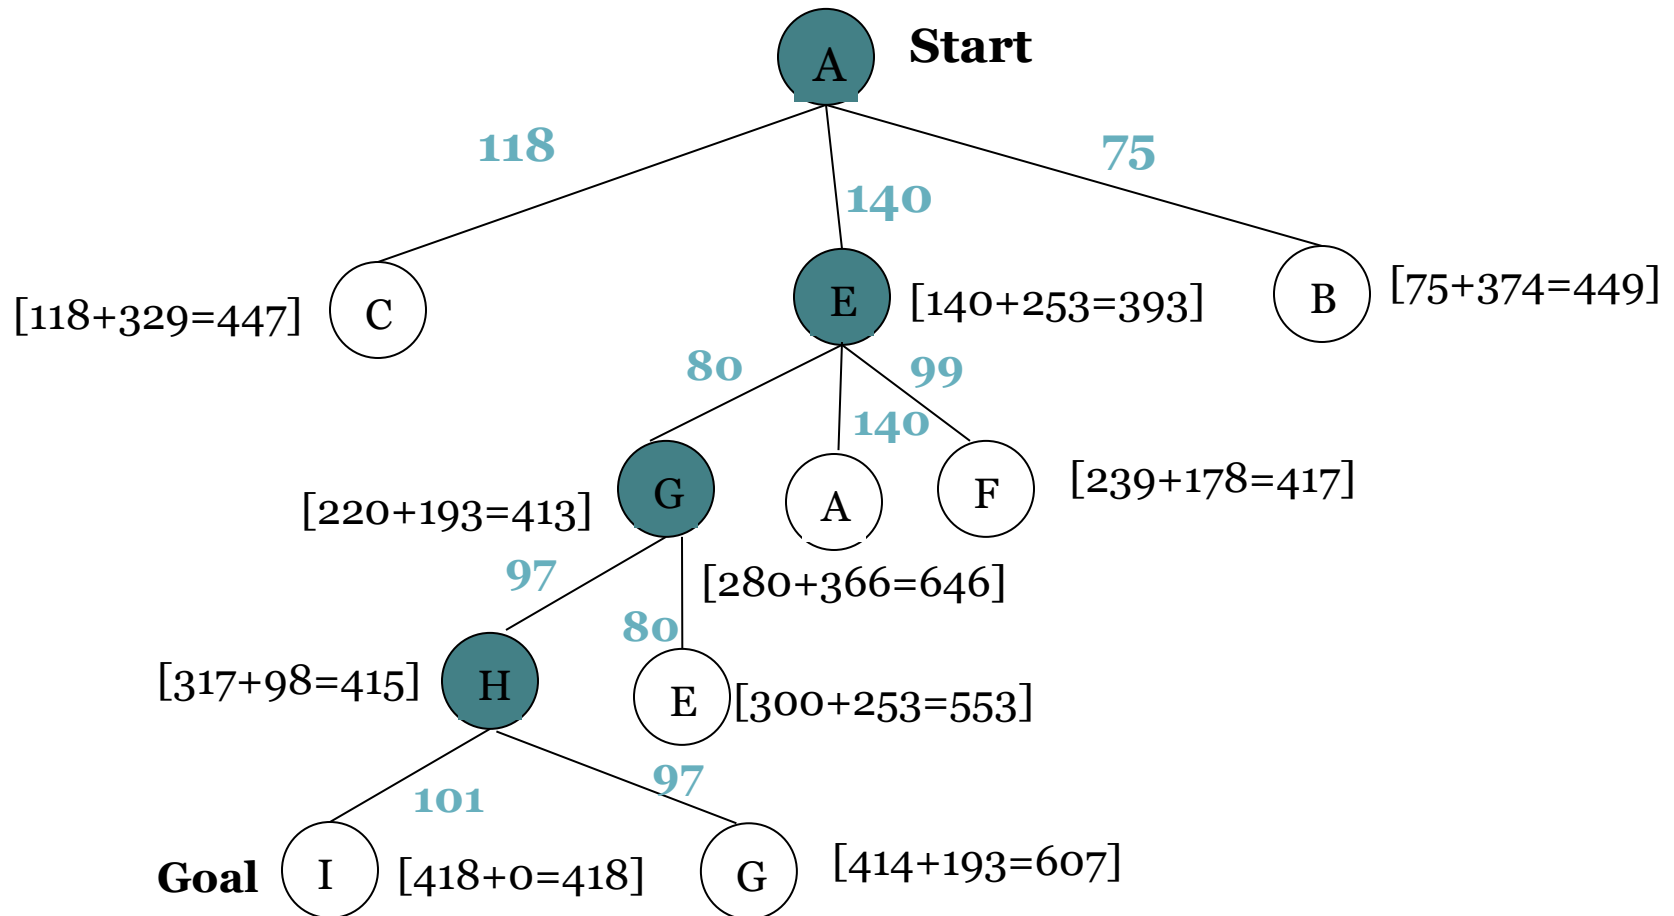 A Start
118
75
140
[118+329=447] C
E [140+253=393]
B [75+374=449]
80
99
140
[220+193=413] G
A
F [239+178=417]
97
[280+366=646]
80
[317+98=415] H
E [300+253=553]
101
97
Goal I [418+0=418]
G [414+193=607]